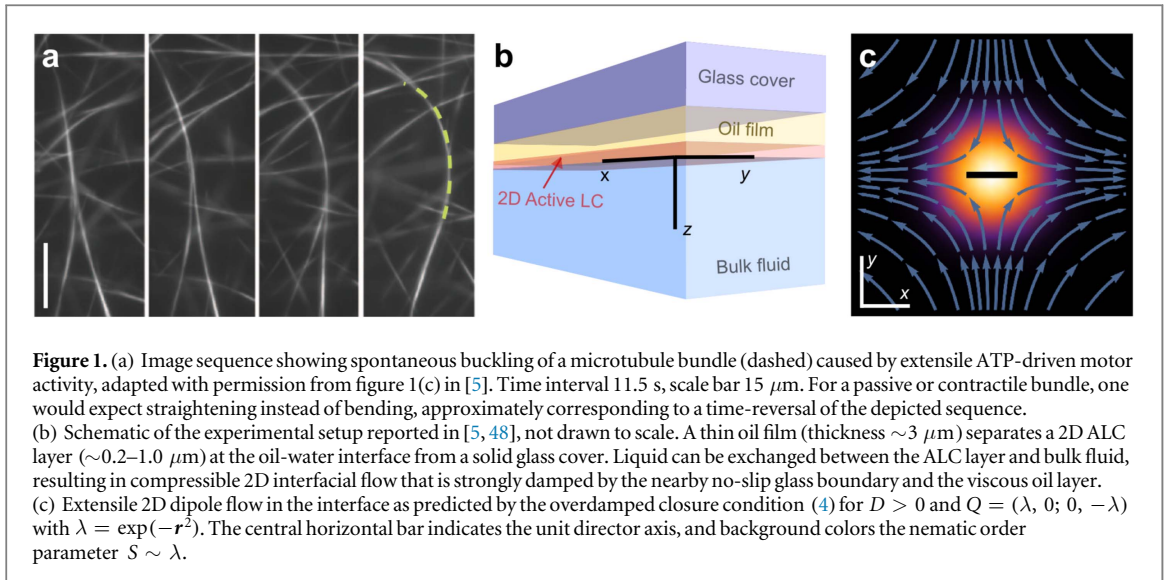 a
b
c
Glass cover
Oil film
x
y
2D Active LC
z
Bulk fluid
y
x
Figure 1. (a) Image sequence showing spontaneous buckling of a microtubule bundle (dashed) caused by extensile ATP-driven motor
activity, adapted with permission from figure 1(c) in [5]. Time interval 11.5 s, scale bar 15 μm. For a passive or contractile bundle, one
would expect straightening instead of bending, approximately corresponding to a time-reversal of the depicted sequence.
(b) Schematic of the experimental setup reported in [5, 48], not drawn to scale. A thin oil film (thickness ∼3 μm) separates a 2D ALC
layer (∼0.2–1.0 μm) at the oil-water interface from a solid glass cover. Liquid can be exchanged between the ALC layer and bulk fluid,
resulting in compressible 2D interfacial flow that is strongly damped by the nearby no-slip glass boundary and the viscous oil layer.
(c) Extensile 2D dipole flow in the interface as predicted by the overdamped closure condition (4) for D > 0 and Q = (λ, 0; 0, −λ)
with λ = exp(−r²). The central horizontal bar indicates the unit director axis, and background colors the nematic order
parameter S ∼ λ.